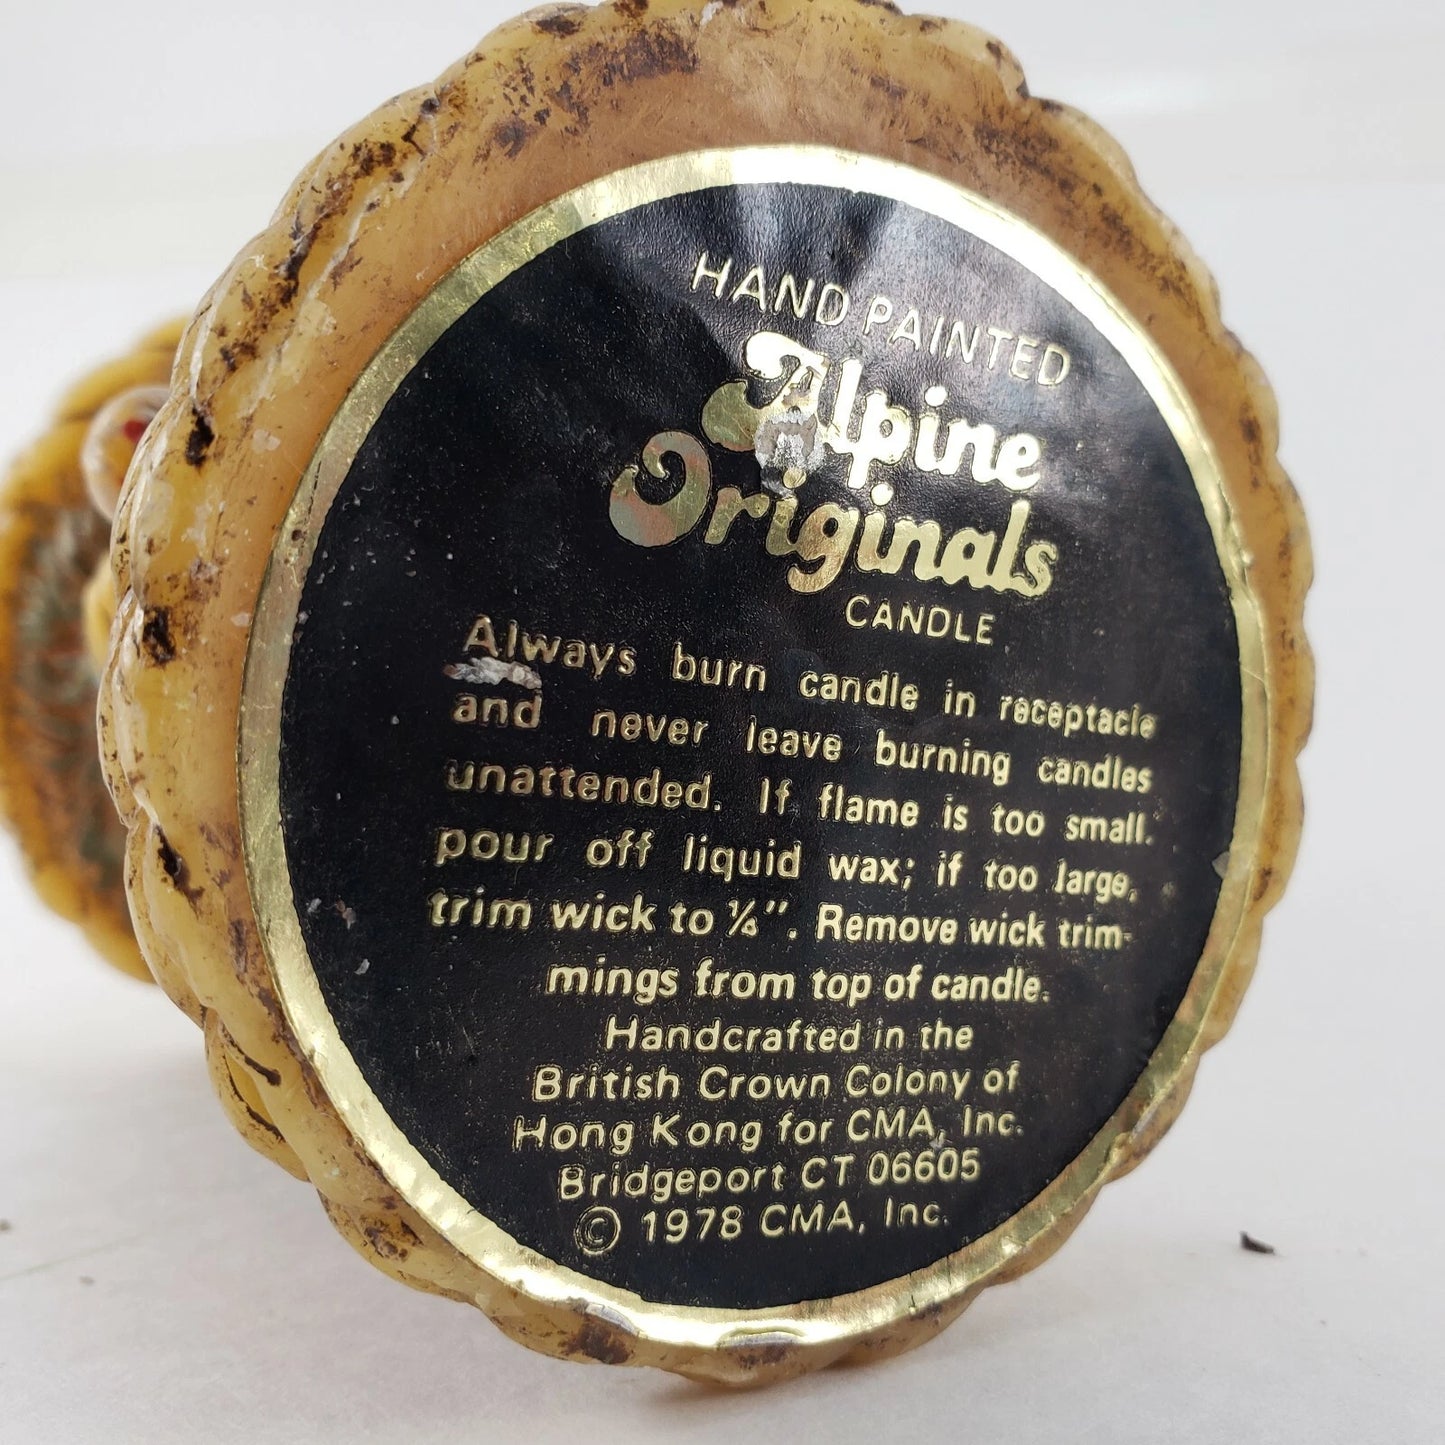 HAND PAINTED
Alpine
Originals
CANDLE
Always burn candle in receptacle
and never leave burning candles
unattended. If flame is too small.
pour off liquid wax; if too large,
trim wick to ¼″. Remove wick trim-
mings from top of candle.
Handcrafted in the
British Crown Colony of
Hong Kong for CMA, Inc.
Bridgeport CT 06605
© 1978 CMA, Inc.